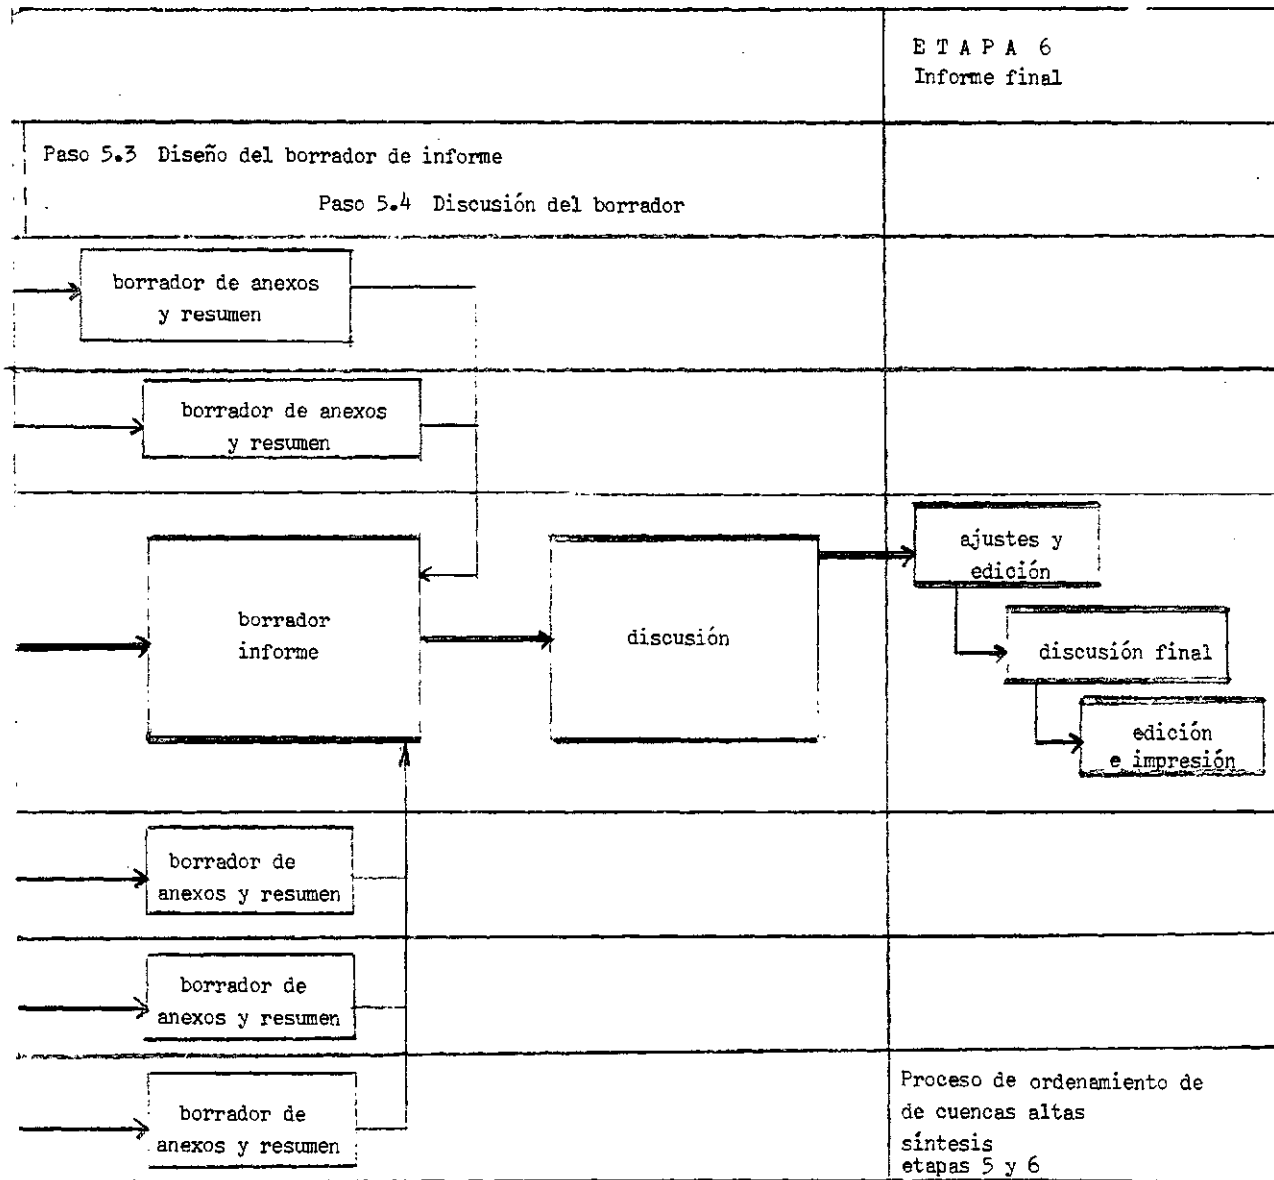 E T A P A 6
Informe final
Paso 5.3 Diseño del borrador de informe
Paso 5.4 Discusión del borrador
borrador de anexos
y resumen
borrador de anexos
y resumen
borrador
informe
discusión
ajustes y
edición
discusión final
edición
e impresión
borrador de
anexos y resumen
borrador de
anexos y resumen
borrador de
anexos y resumen
Proceso de ordenamiento de
de cuencas altas
síntesis
etapas 5 y 6